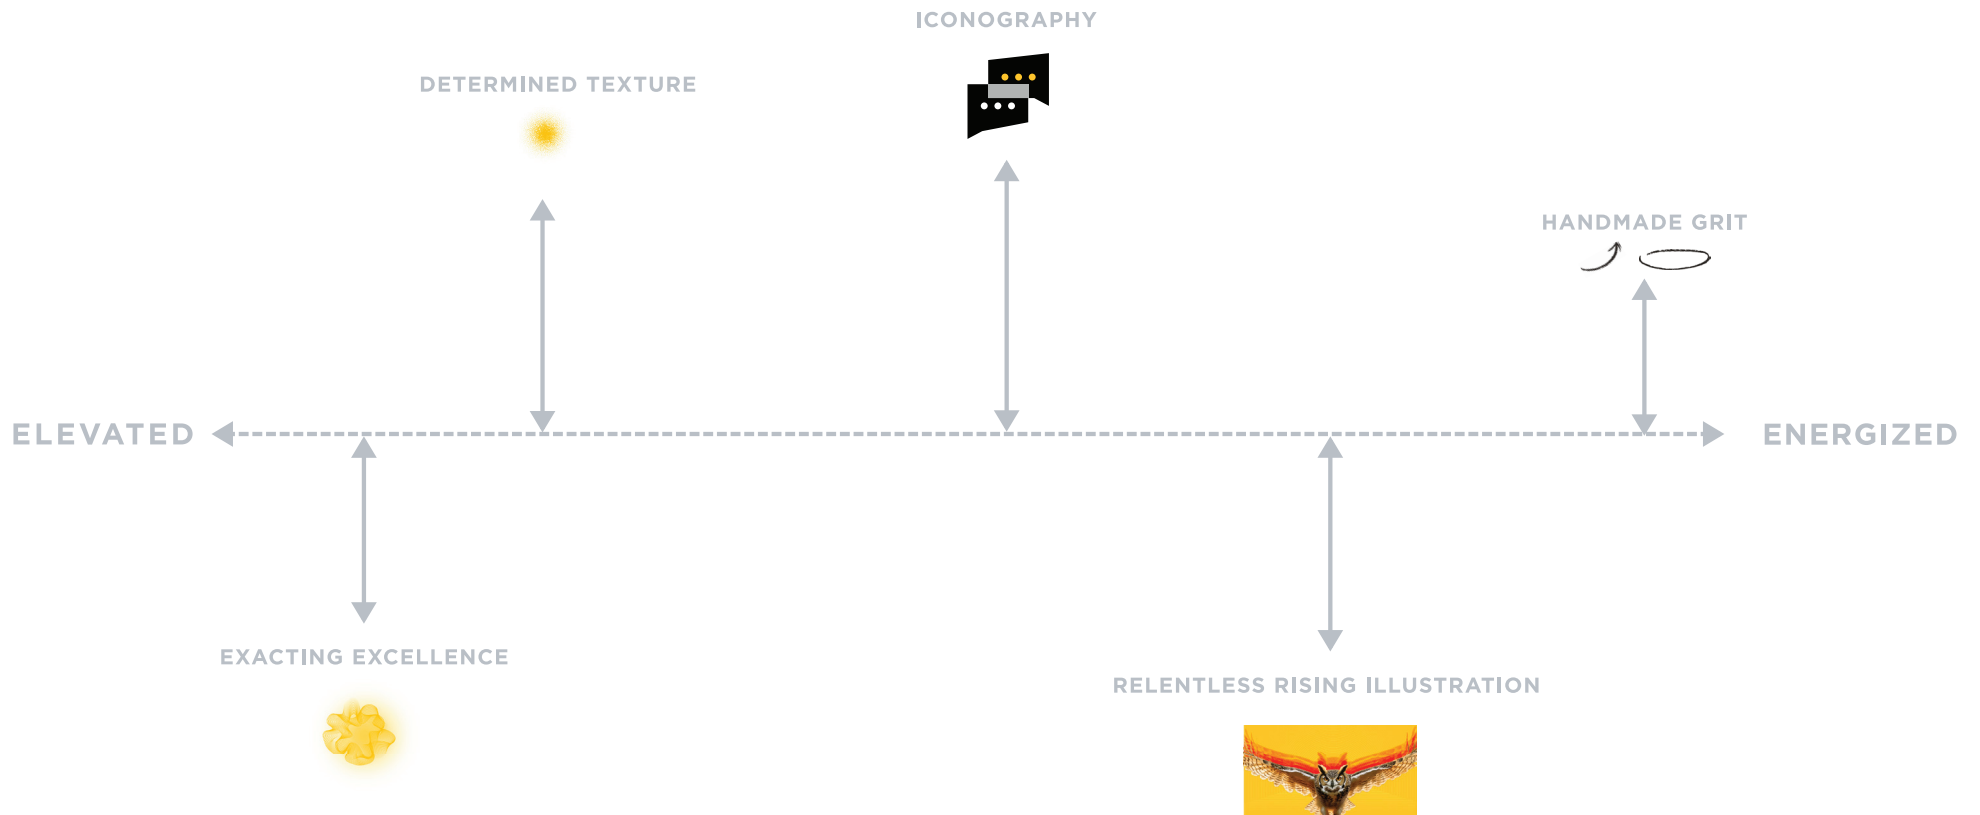 ICONOGRAPHY
DETERMINED TEXTURE
HANDMADE GRIT
ELEVATED
ENERGIZED
EXACTING EXCELLENCE
RELENTLESS RISING ILLUSTRATION